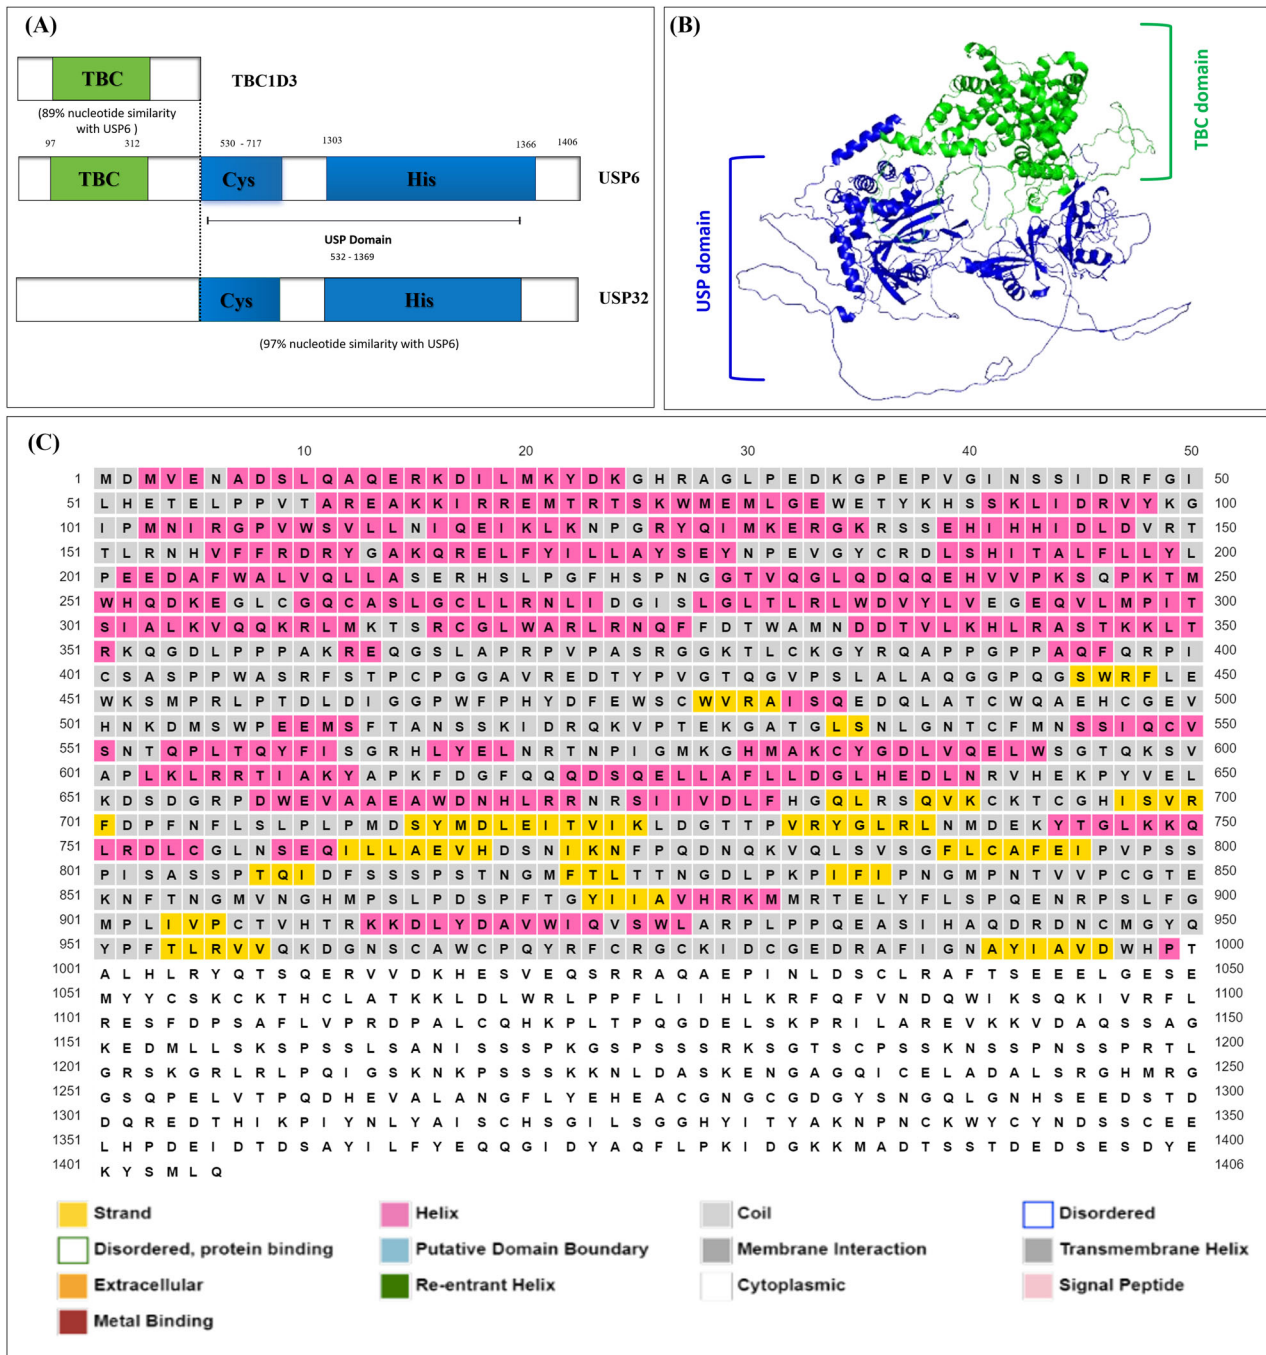 (A)
TBC
TBC1D3
(89% nucleotide similarity
with USP6 )
97 312 530 - 717 1303 1366 1406
TBC Cys His USP6
USP Domain
532 - 1369
Cys His USP32
(97% nucleotide similarity with USP6)
(B)
TBC domain
USP domain
(C)
10 20 30 40 50
1 M D M V E N A D S L Q A Q E R K D I L M K Y D K G H R A G L P E D K G P E P V G I N S S I D R F G I 50
51 L H E T E L P P V T A R E A K K I R R E M T R T S K W M E M L G E W E T Y K H S S K L I D R V Y K G 100
101 I P M N I R G P V W S V L L N I Q E I K L K N P G R Y Q I M K E R G K R S S E H I H H I D L D V R T 150
151 T L R N H V F F R D R Y G A K Q R E L F Y I L L A Y S E Y N P E V G Y C R D L S H I T A L F L L Y L 200
201 P E E D A F W A L V Q L L A S E R H S L P G F H S P N G G T V Q G L Q D Q Q E H V V P K S Q P K T M 250
251 W H Q D K E G L C G Q C A S L G C L L R N L I D G I S L G L T L R L W D V Y L V E G E Q V L M P I T 300
301 S I A L K V Q Q K R L M K T S R C G L W A R L R N Q F F D T W A M N D D T V L K H L R A S T K K L T 350
351 R K Q G D L P P P A K R E Q G S L A P R P V P A S R G G K T L C K G Y R Q A P P G P P A Q F Q R P I 400
401 C S A S P P W A S R F S T P C P G G A V R E D T Y P V G T Q G V P S L A L A Q G G P Q G S W R F L E 450
451 W K S M P R L P T D L D I G G P W F P H Y D F E W S C W V R A I S Q E D Q L A T C W Q A E H C G E V 500
501 H N K D M S W P E E M S F T A N S S K I D R Q K V P T E K G A T G L S N L G N T C F M N S S I Q C V 550
551 S N T Q P L T Q Y F I S G R H L Y E L N R T N P I G M K G H M A K C Y G D L V Q E L W S G T Q K S V 600
601 A P L K L R R T I A K Y A P K F D G F Q Q Q D S Q E L L A F L L D G L H E D L N R V H E K P Y V E L 650
651 K D S D G R P D W E V A A E A W D N H L R R N R S I I V D L F H G Q L R S Q V K C K T C G H I S V R 700
701 F D P F N F L S L P L P M D S Y M D L E I T V I K L D G T T P V R Y G L R L N M D E K Y T G L K K Q 750
751 L R D L C G L N S E Q I L L A E V H D S N I K N F P Q D N Q K V Q L S V S G F L C A F E I P V P S S 800
801 P I S A S S P T Q I D F S S S P S T N G M F T L T T N G D L P K P I F I P N G M P N T V V P C G T E 850
851 K N F T N G M V N G H M P S L P D S P F T G Y I I A V H R K M M R T E L Y F L S P Q E N R P S L F G 900
901 M P L I V P C T V H T R K K D L Y D A V W I Q V S W L A R P L P P Q E A S I H A Q D R D N C M G Y Q 950
951 Y P F T L R V V Q K D G N S C A W C P Q Y R F C R G C K I D C G E D R A F I G N A Y I A V D W H P T 1000
1001 A L H L R Y Q T S Q E R V V D K H E S V E Q S R R A Q A E P I N L D S C L R A F T S E E E L G E S E 1050
1051 M Y Y C S K C K T H C L A T K K L D L W R L P P F L I I H L K R F Q F V N D Q W I K S Q K I V R F L 1100
1101 R E S F D P S A F L V P R D P A L C Q H K P L T P Q G D E L S K P R I L A R E V K K V D A Q S S A G 1150
1151 K E D M L L S K S P S S L S A N I S S S P K G S P S S S R K S G T S C P S S K N S S P N S S P R T L 1200
1201 G R S K G R L R L P Q I G S K N K P S S S K K N L D A S K E N G A G Q I C E L A D A L S R G H M R G 1250
1251 G S Q P E L V T P Q D H E V A L A N G F L Y E H E A C G N G C G D G Y S N G Q L G N H S E E D S T D 1300
1301 D Q R E D T H I K P I Y N L Y A I S C H S G I L S G G H Y I T Y A K N P N C K W Y C Y N D S S C E E 1350
1351 L H P D E I D T D S A Y I L F Y E Q Q G I D Y A Q F L P K I D G K K M A D T S S T D E D S E S D Y E 1400
1401 K Y S M L Q 1406
Strand Helix Coil Disordered
Disordered, protein binding Putative Domain Boundary Membrane Interaction Transmembrane Helix
Extracellular Re-entrant Helix Cytoplasmic Signal Peptide
Metal Binding